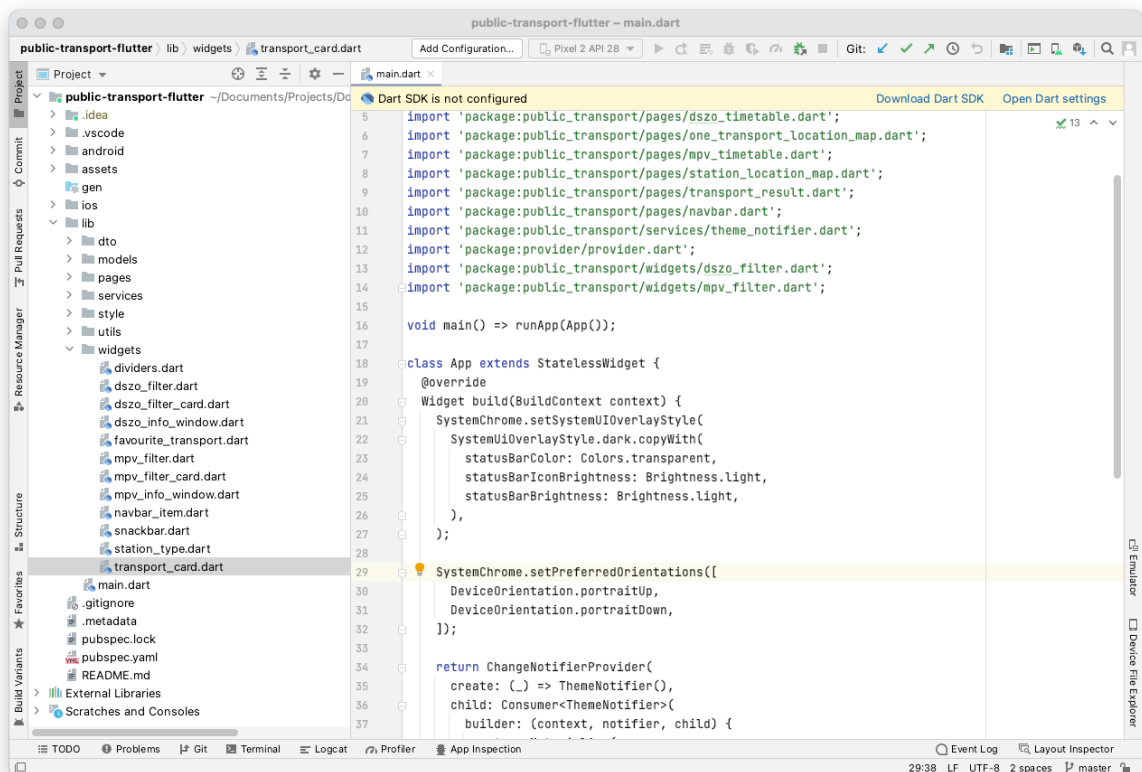 public-transport-flutter – main.dart
public-transport-flutter lib widgets transport_card.dart Add Configuration... Pixel 2 API 28 Git:
Project
main.dart
public-transport-flutter ~/Documents/Projects/Do
Dart SDK is not configured Download Dart SDK Open Dart settings
13
.idea
.vscode
android
assets
gen
ios
lib
dto
models
pages
services
style
utils
widgets
dividers.dart
dszo_filter.dart
dszo_filter_card.dart
dszo_info_window.dart
favourite_transport.dart
mpv_filter.dart
mpv_filter_card.dart
mpv_info_window.dart
navbar_item.dart
snackbar.dart
station_type.dart
transport_card.dart
main.dart
.gitignore
.metadata
pubspec.lock
pubspec.yaml
README.md
External Libraries
Scratches and Consoles
5 import 'package:public_transport/pages/dszo_timetable.dart';
6 import 'package:public_transport/pages/one_transport_location_map.dart';
7 import 'package:public_transport/pages/mpv_timetable.dart';
8 import 'package:public_transport/pages/station_location_map.dart';
9 import 'package:public_transport/pages/transport_result.dart';
10 import 'package:public_transport/pages/navbar.dart';
11 import 'package:public_transport/services/theme_notifier.dart';
12 import 'package:provider/provider.dart';
13 import 'package:public_transport/widgets/dszo_filter.dart';
14 import 'package:public_transport/widgets/mpv_filter.dart';
15
16 void main() => runApp(App());
17
18 class App extends StatelessWidget {
19 @override
20 Widget build(BuildContext context) {
21 SystemChrome.setSystemUIOverlayStyle(
22 SystemUiOverlayStyle.dark.copyWith(
23 statusBarColor: Colors.transparent,
24 statusBarIconBrightness: Brightness.light,
25 statusBarBrightness: Brightness.light,
26 ),
27 );
28
29 SystemChrome.setPreferredOrientations([
30 DeviceOrientation.portraitUp,
31 DeviceOrientation.portraitDown,
32 ]);
33
34 return ChangeNotifierProvider(
35 create: (_) => ThemeNotifier(),
36 child: Consumer<ThemeNotifier>(
37 builder: (context, notifier, child) {
Project
Commit
Pull Requests
Resource Manager
Structure
Favorites
Build Variants
Emulator
Device File Explorer
TODO Problems Git Terminal Logcat Profiler App Inspection Event Log Layout Inspector
29:38 LF UTF-8 2 spaces master